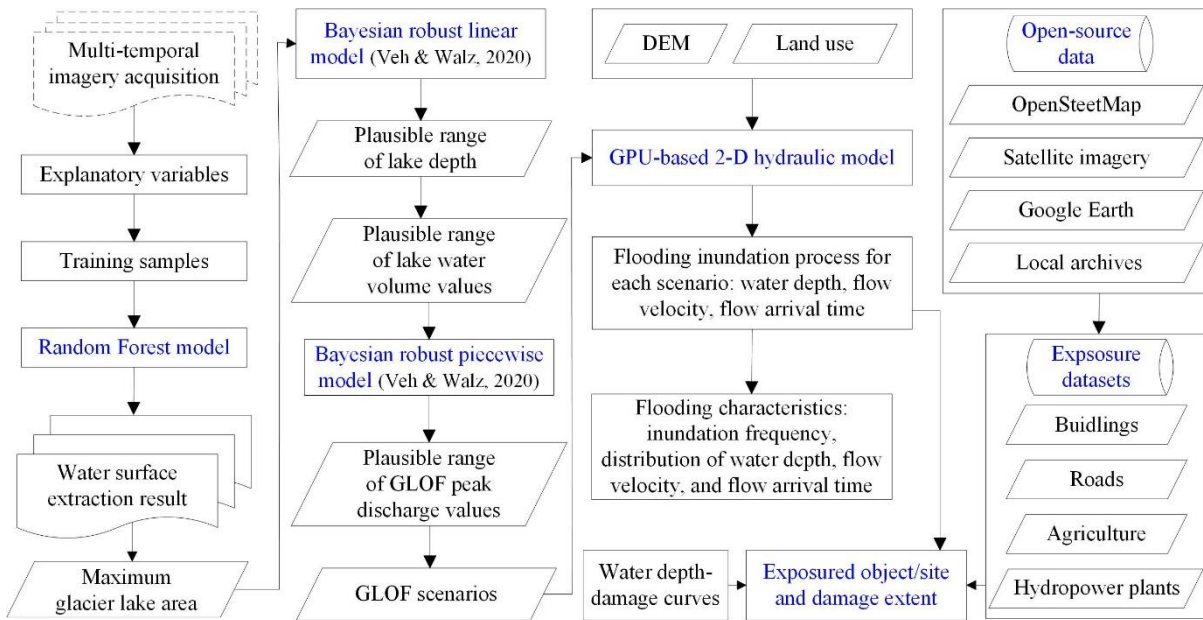 Multi-temporal
imagery acquisition
Explanatory variables
Training samples
Random Forest model
Water surface
extraction result
Maximum
glacier lake area
Bayesian robust linear
model (Veh & Walz, 2020)
Plausible range
of lake depth
Plausible range
of lake water
volume values
Bayesian robust piecewise
model (Veh & Walz, 2020)
Plausible range
of GLOF peak
discharge values
GLOF scenarios
DEM
Land use
GPU-based 2-D hydraulic model
Flooding inundation process for
each scenario: water depth, flow
velocity, flow arrival time
Flooding characteristics:
inundation frequency,
distribution of water depth, flow
velocity, and flow arrival time
Water depth-
damage curves
Exposured object/site
and damage extent
Open-source
data
OpenSteetMap
Satellite imagery
Google Earth
Local archives
Expsosure
datasets
Buidlings
Roads
Agriculture
Hydropower plants